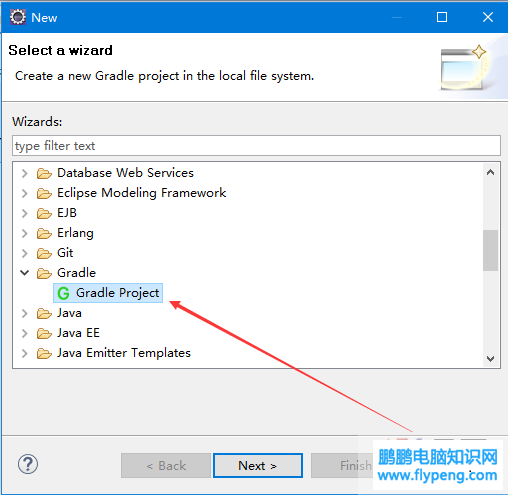 New
Select a wizard
Create a new Gradle project in the local file system.
Wizards:
type filter text
Database Web Services
Eclipse Modeling Framework
EJB
Erlang
Git
Gradle
Gradle Project
Java
Java EE
Java Emitter Templates
?
< Back
Next >
Finish
鹏鹏电脑知识网
www.flypeng.com